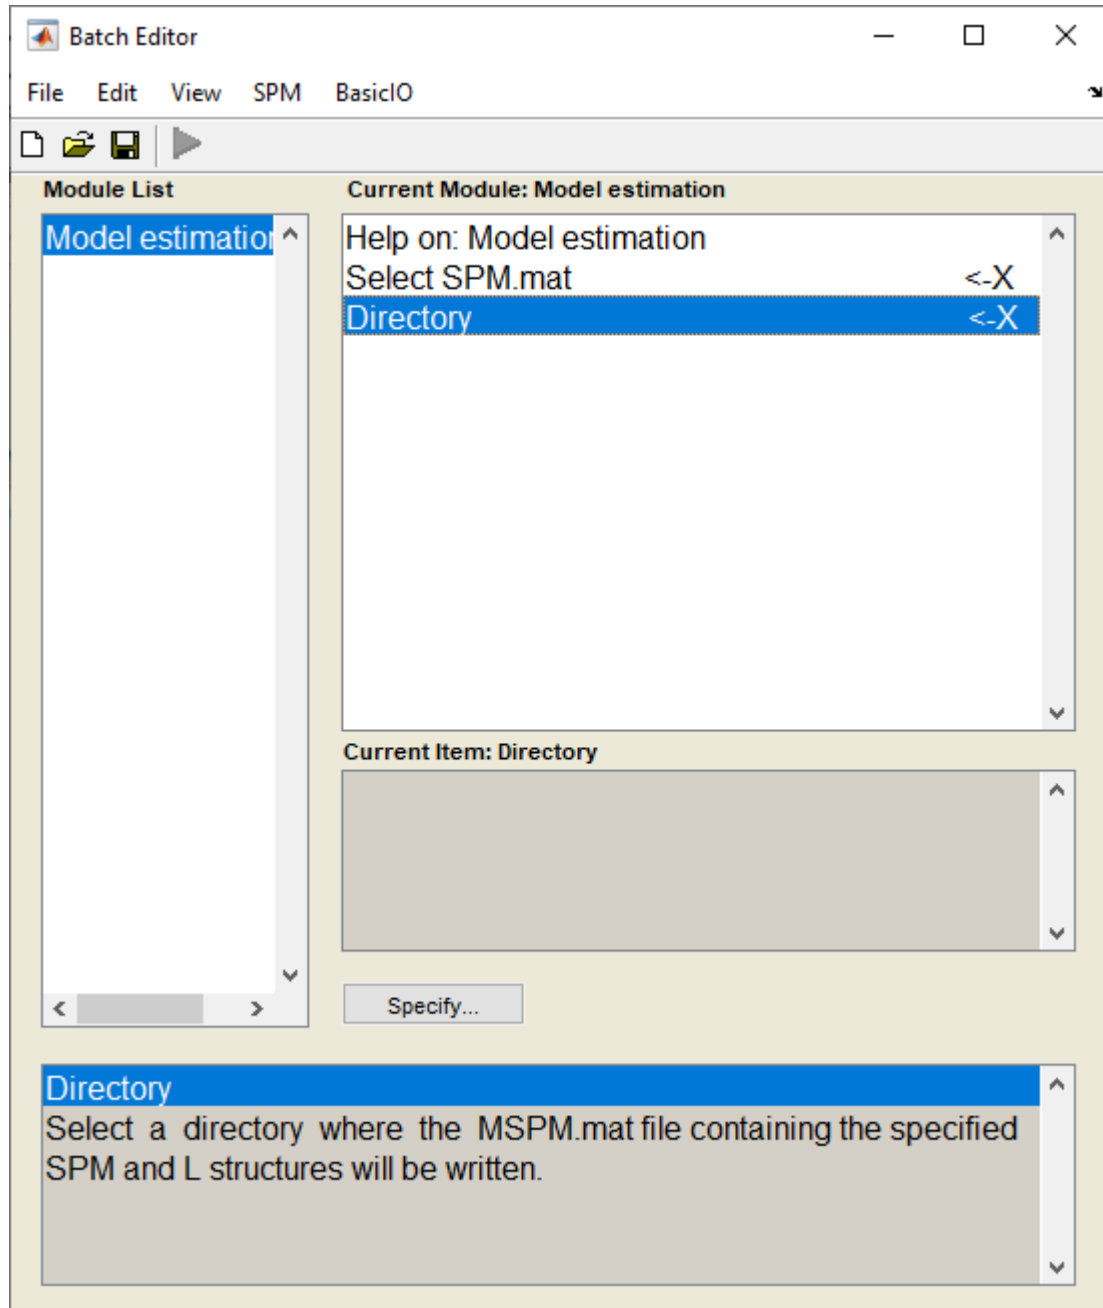 Batch Editor
File Edit View SPM BasicIO
Module List
Current Module: Model estimation
Model estimation
Help on: Model estimation
Select SPM.mat <-X
Directory <-X
Current Item: Directory
Specify...
Directory
Select a directory where the MSPM.mat file containing the specified
SPM and L structures will be written.